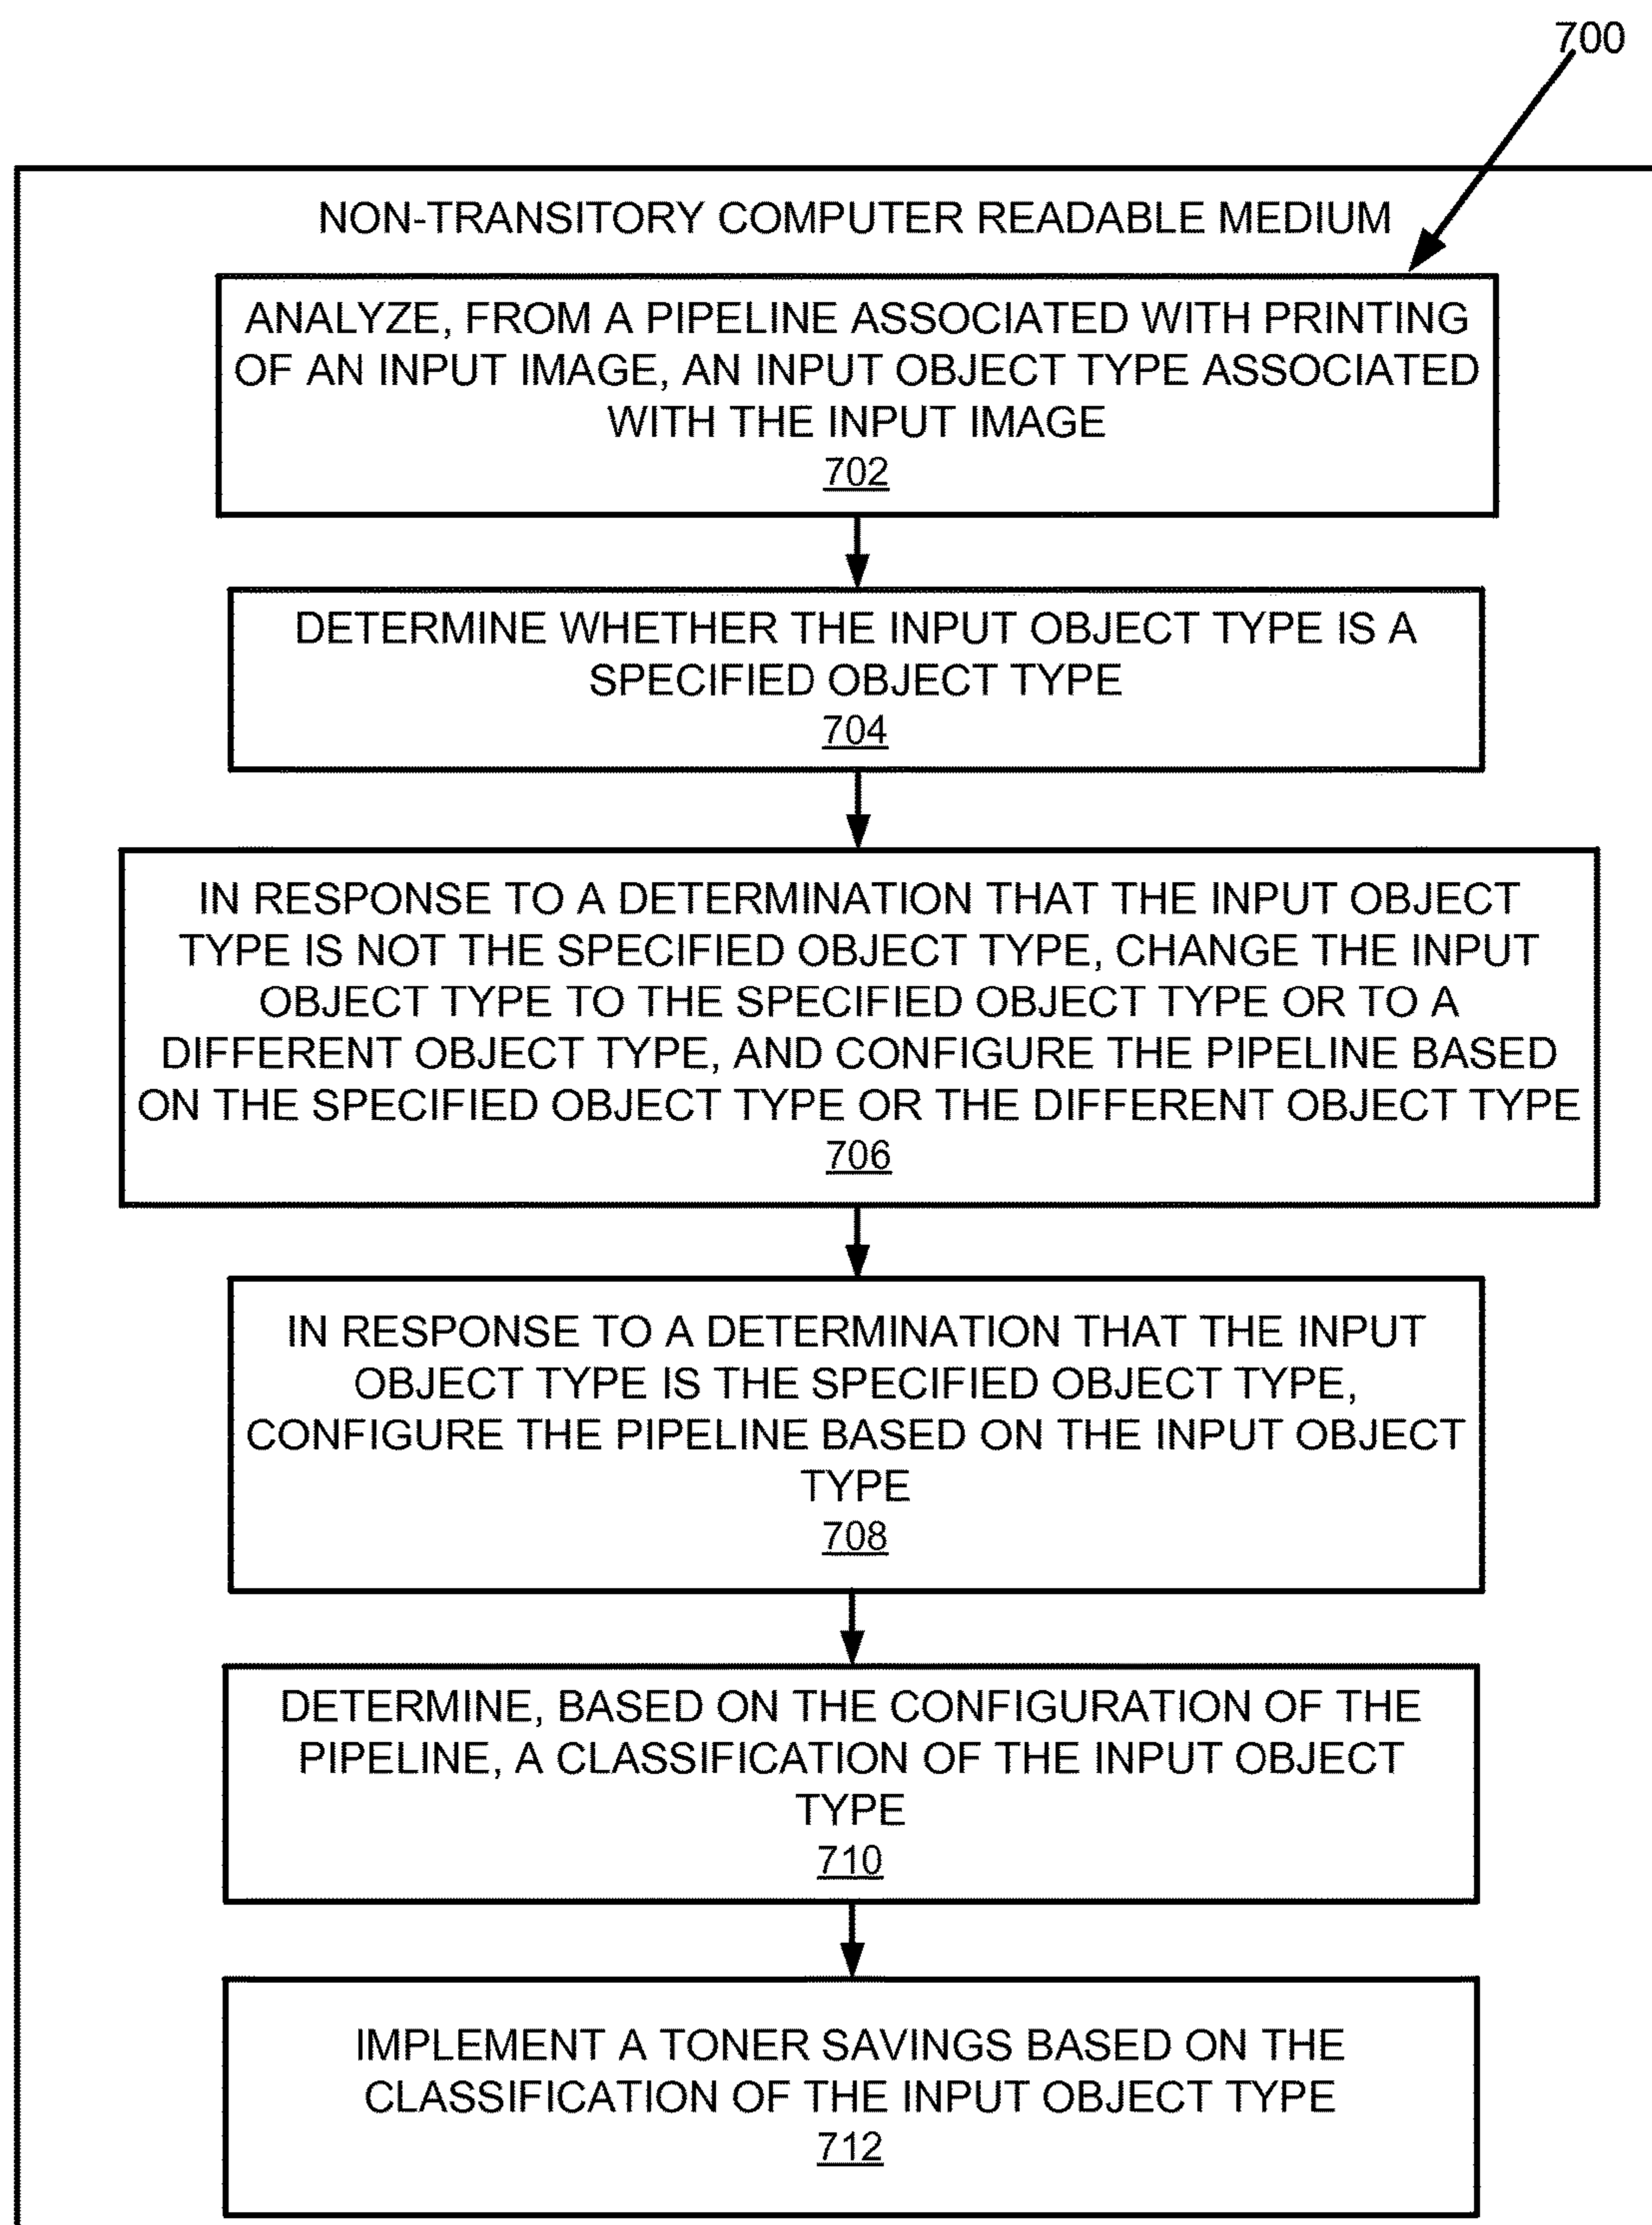 700
NON-TRANSITORY COMPUTER READABLE MEDIUM
ANALYZE, FROM A PIPELINE ASSOCIATED WITH PRINTING
OF AN INPUT IMAGE, AN INPUT OBJECT TYPE ASSOCIATED
WITH THE INPUT IMAGE
702
DETERMINE WHETHER THE INPUT OBJECT TYPE IS A
SPECIFIED OBJECT TYPE
704
IN RESPONSE TO A DETERMINATION THAT THE INPUT OBJECT
TYPE IS NOT THE SPECIFIED OBJECT TYPE, CHANGE THE INPUT
OBJECT TYPE TO THE SPECIFIED OBJECT TYPE OR TO A
DIFFERENT OBJECT TYPE, AND CONFIGURE THE PIPELINE BASED
ON THE SPECIFIED OBJECT TYPE OR THE DIFFERENT OBJECT TYPE
706
IN RESPONSE TO A DETERMINATION THAT THE INPUT
OBJECT TYPE IS THE SPECIFIED OBJECT TYPE,
CONFIGURE THE PIPELINE BASED ON THE INPUT OBJECT
TYPE
708
DETERMINE, BASED ON THE CONFIGURATION OF THE
PIPELINE, A CLASSIFICATION OF THE INPUT OBJECT
TYPE
710
IMPLEMENT A TONER SAVINGS BASED ON THE
CLASSIFICATION OF THE INPUT OBJECT TYPE
712